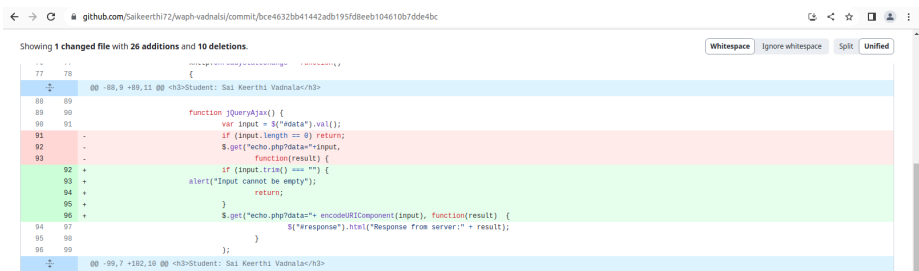 github.com/Saikeerthi72/waph-vadnalsi/commit/bce4632bb41442adb195fd8eeb104610b7dde4bc
Showing 1 changed file with 26 additions and 10 deletions.
Whitespace Ignore whitespace Split Unified
77 78 {
@@ -88,9 +89,11 @@ <h3>Student: Sai Keerthi Vadnala</h3>
88 89
89 90 function jQueryAjax() {
90 91 var input = $("#data").val();
91 - if (input.length == 0) return;
92 - $.get("echo.php?data="+input,
93 - function(result) {
92 + if (input.trim() === "") {
93 + alert("Input cannot be empty");
94 + return;
95 + }
96 + $.get("echo.php?data="+ encodeURIComponent(input), function(result) {
94 97 $("#response").html("Response from server:" + result);
95 98 }
96 99 );
@@ -99,7 +102,10 @@ <h3>Student: Sai Keerthi Vadnala</h3>